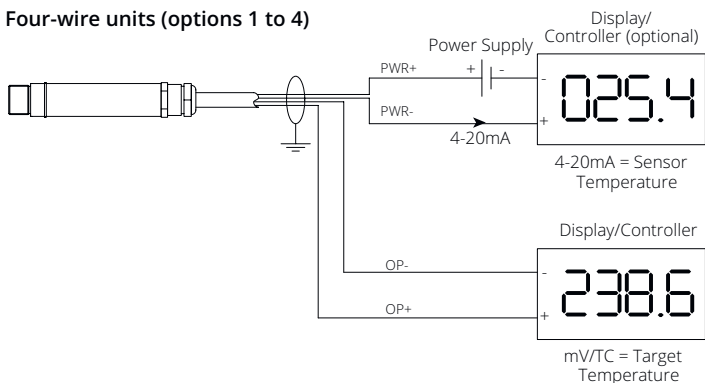 Four-wire units (options 1 to 4)
Display/
Controller (optional)
Power Supply
PWR+
+
-
-
025.4
PWR-
+
4-20mA
4-20mA = Sensor
Temperature
Display/Controller
OP-
-
238.6
OP+
+
mV/TC = Target
Temperature